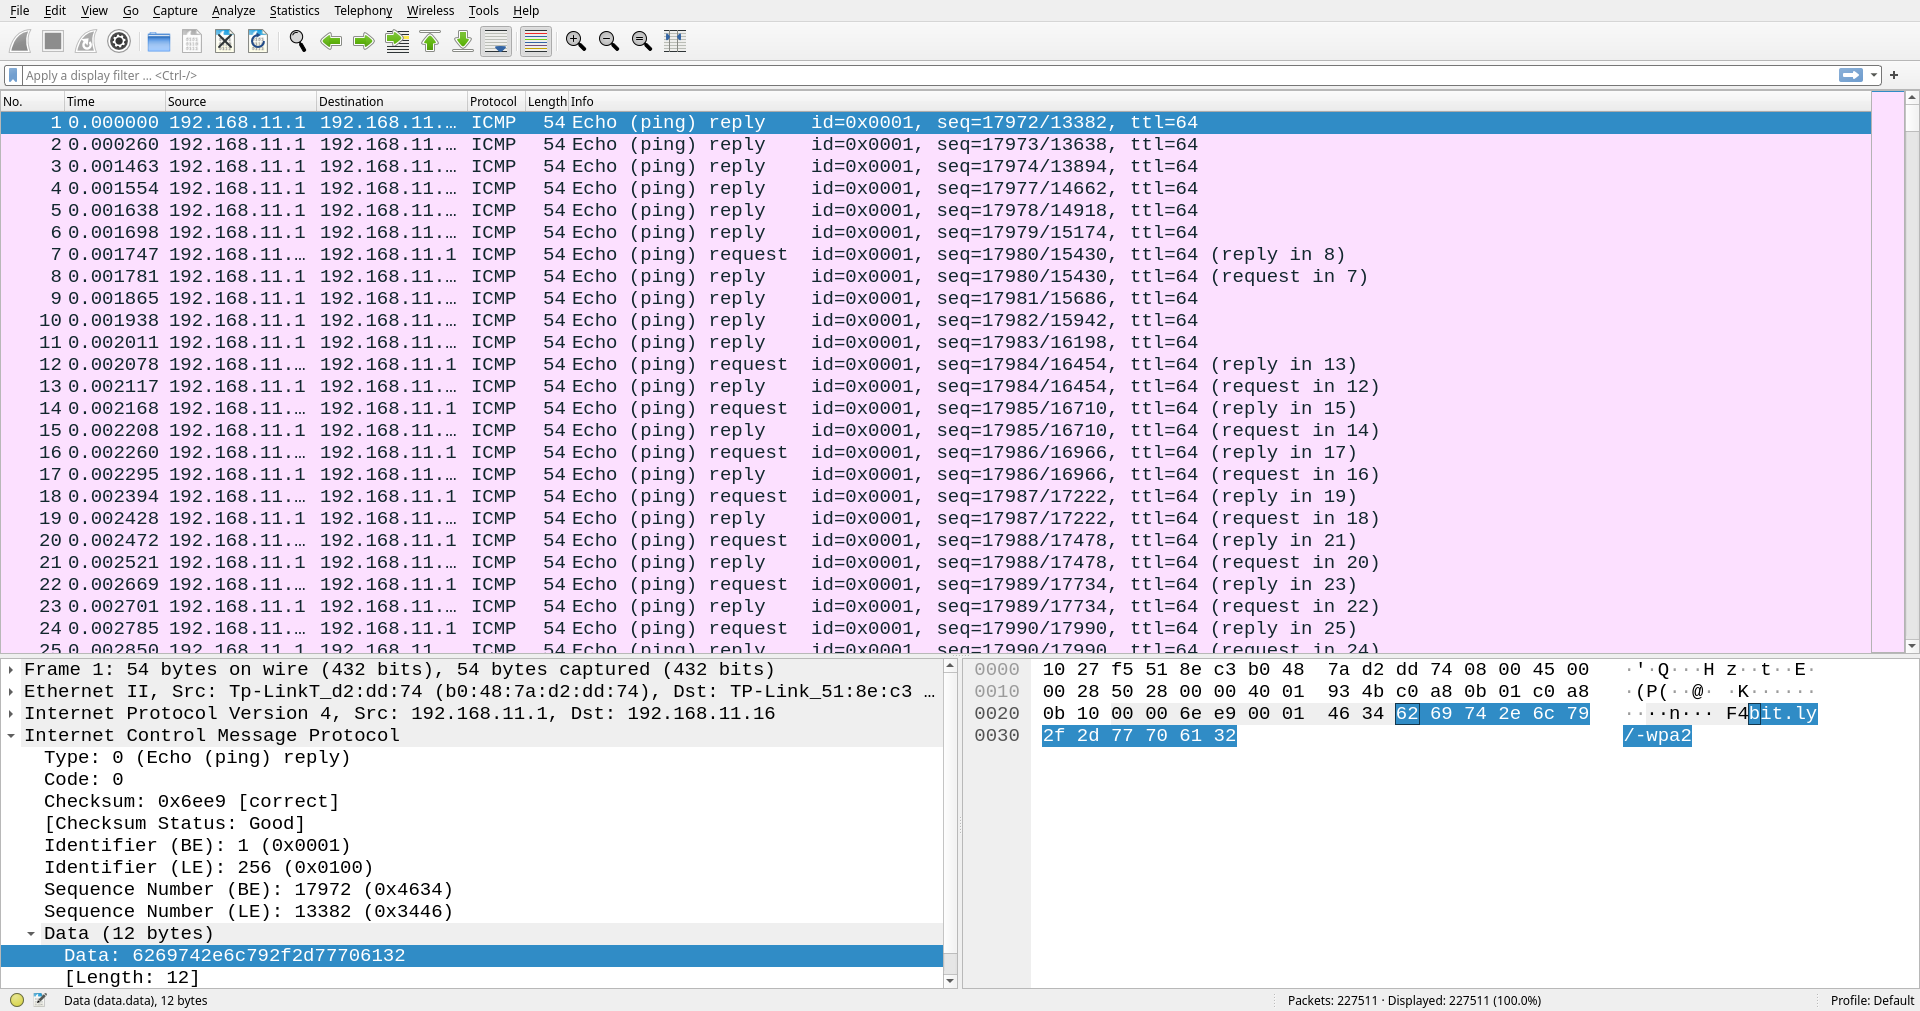 File Edit View Go Capture Analyze Statistics Telephony Wireless Tools Help
Apply a display filter ... <Ctrl-/>
No. Time Source Destination Protocol Length Info
1 0.000000 192.168.11.1 192.168.11.… ICMP 54 Echo (ping) reply id=0x0001, seq=17972/13382, ttl=64
2 0.000260 192.168.11.1 192.168.11.… ICMP 54 Echo (ping) reply id=0x0001, seq=17973/13638, ttl=64
3 0.001463 192.168.11.1 192.168.11.… ICMP 54 Echo (ping) reply id=0x0001, seq=17974/13894, ttl=64
4 0.001554 192.168.11.1 192.168.11.… ICMP 54 Echo (ping) reply id=0x0001, seq=17977/14662, ttl=64
5 0.001638 192.168.11.1 192.168.11.… ICMP 54 Echo (ping) reply id=0x0001, seq=17978/14918, ttl=64
6 0.001698 192.168.11.1 192.168.11.… ICMP 54 Echo (ping) reply id=0x0001, seq=17979/15174, ttl=64
7 0.001747 192.168.11.… 192.168.11.1 ICMP 54 Echo (ping) request id=0x0001, seq=17980/15430, ttl=64 (reply in 8)
8 0.001781 192.168.11.1 192.168.11.… ICMP 54 Echo (ping) reply id=0x0001, seq=17980/15430, ttl=64 (request in 7)
9 0.001865 192.168.11.1 192.168.11.… ICMP 54 Echo (ping) reply id=0x0001, seq=17981/15686, ttl=64
10 0.001938 192.168.11.1 192.168.11.… ICMP 54 Echo (ping) reply id=0x0001, seq=17982/15942, ttl=64
11 0.002011 192.168.11.1 192.168.11.… ICMP 54 Echo (ping) reply id=0x0001, seq=17983/16198, ttl=64
12 0.002078 192.168.11.… 192.168.11.1 ICMP 54 Echo (ping) request id=0x0001, seq=17984/16454, ttl=64 (reply in 13)
13 0.002117 192.168.11.1 192.168.11.… ICMP 54 Echo (ping) reply id=0x0001, seq=17984/16454, ttl=64 (request in 12)
14 0.002168 192.168.11.… 192.168.11.1 ICMP 54 Echo (ping) request id=0x0001, seq=17985/16710, ttl=64 (reply in 15)
15 0.002208 192.168.11.1 192.168.11.… ICMP 54 Echo (ping) reply id=0x0001, seq=17985/16710, ttl=64 (request in 14)
16 0.002260 192.168.11.… 192.168.11.1 ICMP 54 Echo (ping) request id=0x0001, seq=17986/16966, ttl=64 (reply in 17)
17 0.002295 192.168.11.1 192.168.11.… ICMP 54 Echo (ping) reply id=0x0001, seq=17986/16966, ttl=64 (request in 16)
18 0.002394 192.168.11.… 192.168.11.1 ICMP 54 Echo (ping) request id=0x0001, seq=17987/17222, ttl=64 (reply in 19)
19 0.002428 192.168.11.1 192.168.11.… ICMP 54 Echo (ping) reply id=0x0001, seq=17987/17222, ttl=64 (request in 18)
20 0.002472 192.168.11.… 192.168.11.1 ICMP 54 Echo (ping) request id=0x0001, seq=17988/17478, ttl=64 (reply in 21)
21 0.002521 192.168.11.1 192.168.11.… ICMP 54 Echo (ping) reply id=0x0001, seq=17988/17478, ttl=64 (request in 20)
22 0.002669 192.168.11.… 192.168.11.1 ICMP 54 Echo (ping) request id=0x0001, seq=17989/17734, ttl=64 (reply in 23)
23 0.002701 192.168.11.1 192.168.11.… ICMP 54 Echo (ping) reply id=0x0001, seq=17989/17734, ttl=64 (request in 22)
24 0.002785 192.168.11.… 192.168.11.1 ICMP 54 Echo (ping) request id=0x0001, seq=17990/17990, ttl=64 (reply in 25)
25 0.002850 192.168.11.1 192.168.11.… ICMP 54 Echo (ping) reply id=0x0001, seq=17990/17990, ttl=64 (request in 24)
Frame 1: 54 bytes on wire (432 bits), 54 bytes captured (432 bits)
Ethernet II, Src: Tp-LinkT_d2:dd:74 (b0:48:7a:d2:dd:74), Dst: TP-Link_51:8e:c3 …
Internet Protocol Version 4, Src: 192.168.11.1, Dst: 192.168.11.16
Internet Control Message Protocol
Type: 0 (Echo (ping) reply)
Code: 0
Checksum: 0x6ee9 [correct]
[Checksum Status: Good]
Identifier (BE): 1 (0x0001)
Identifier (LE): 256 (0x0100)
Sequence Number (BE): 17972 (0x4634)
Sequence Number (LE): 13382 (0x3446)
Data (12 bytes)
Data: 6269742e6c792f2d77706132
[Length: 12]
0000 10 27 f5 51 8e c3 b0 48 7a d2 dd 74 08 00 45 00 ·'·Q···H z··t··E·
0010 00 28 50 28 00 00 40 01 93 4b c0 a8 0b 01 c0 a8 ·(P(··@· ·K······
0020 0b 10 00 00 6e e9 00 01 46 34 62 69 74 2e 6c 79 ····n··· F4bit.ly
0030 2f 2d 77 70 61 32 /-wpa2
Data (data.data), 12 bytes
Packets: 227511 · Displayed: 227511 (100.0%)
Profile: Default